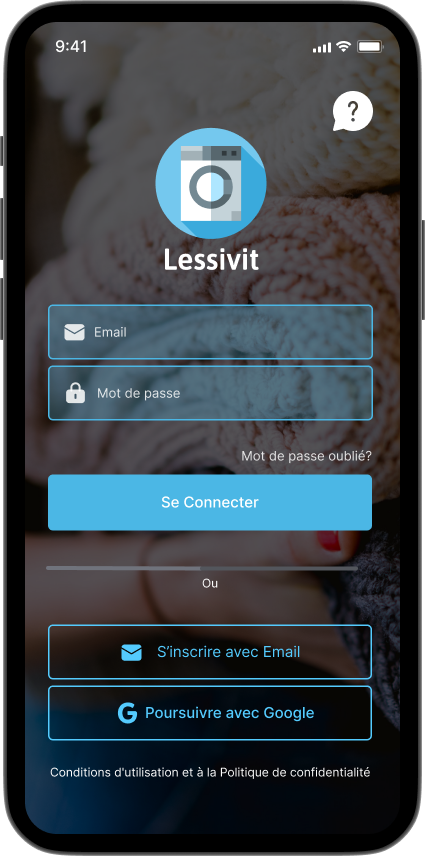 9:41
?
Lessivit
Email
Mot de passe
Mot de passe oublié?
Se Connecter
Ou
S'inscrire avec Email
Poursuivre avec Google
Conditions d'utilisation et à la Politique de confidentialité